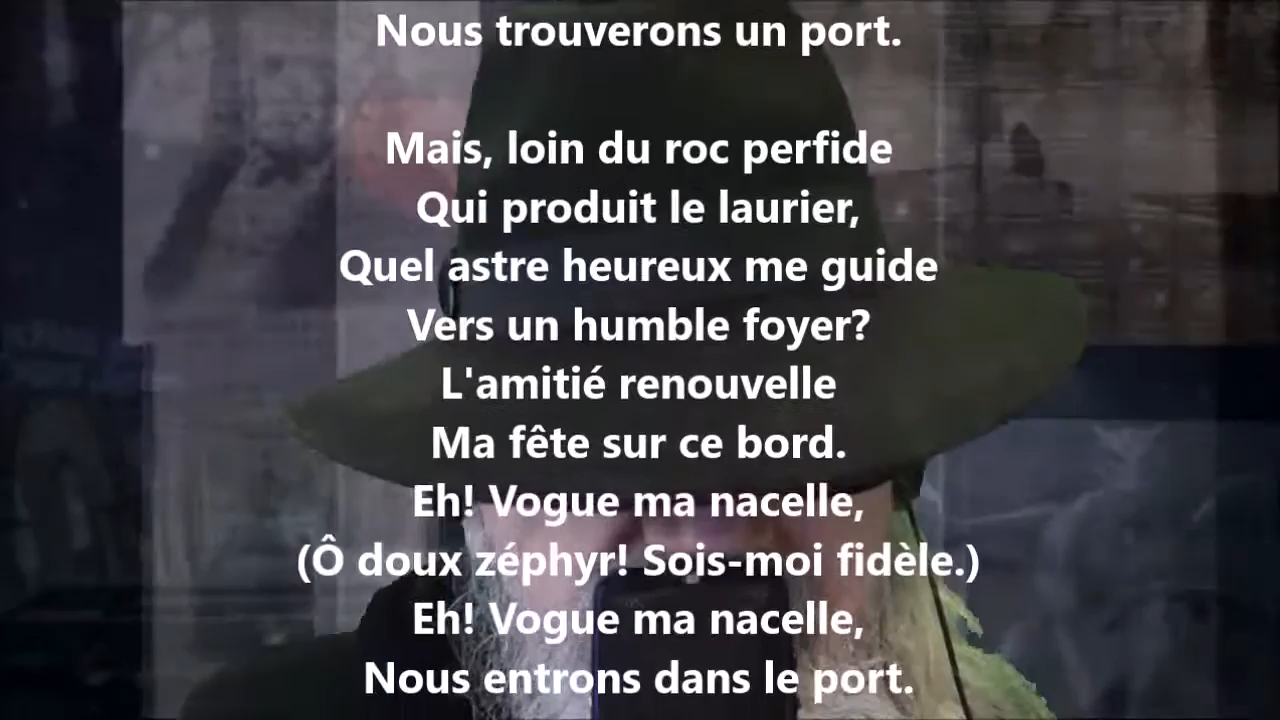 Nous trouverons un port.
Mais, loin du roc perfide
Qui produit le laurier,
Quel astre heureux me guide
Vers un humble foyer?
L'amitié renouvelle
Ma fête sur ce bord.
Eh! Vogue ma nacelle,
(Ô doux zéphyr! Sois-moi fidèle.)
Eh! Vogue ma nacelle,
Nous entrons dans le port.